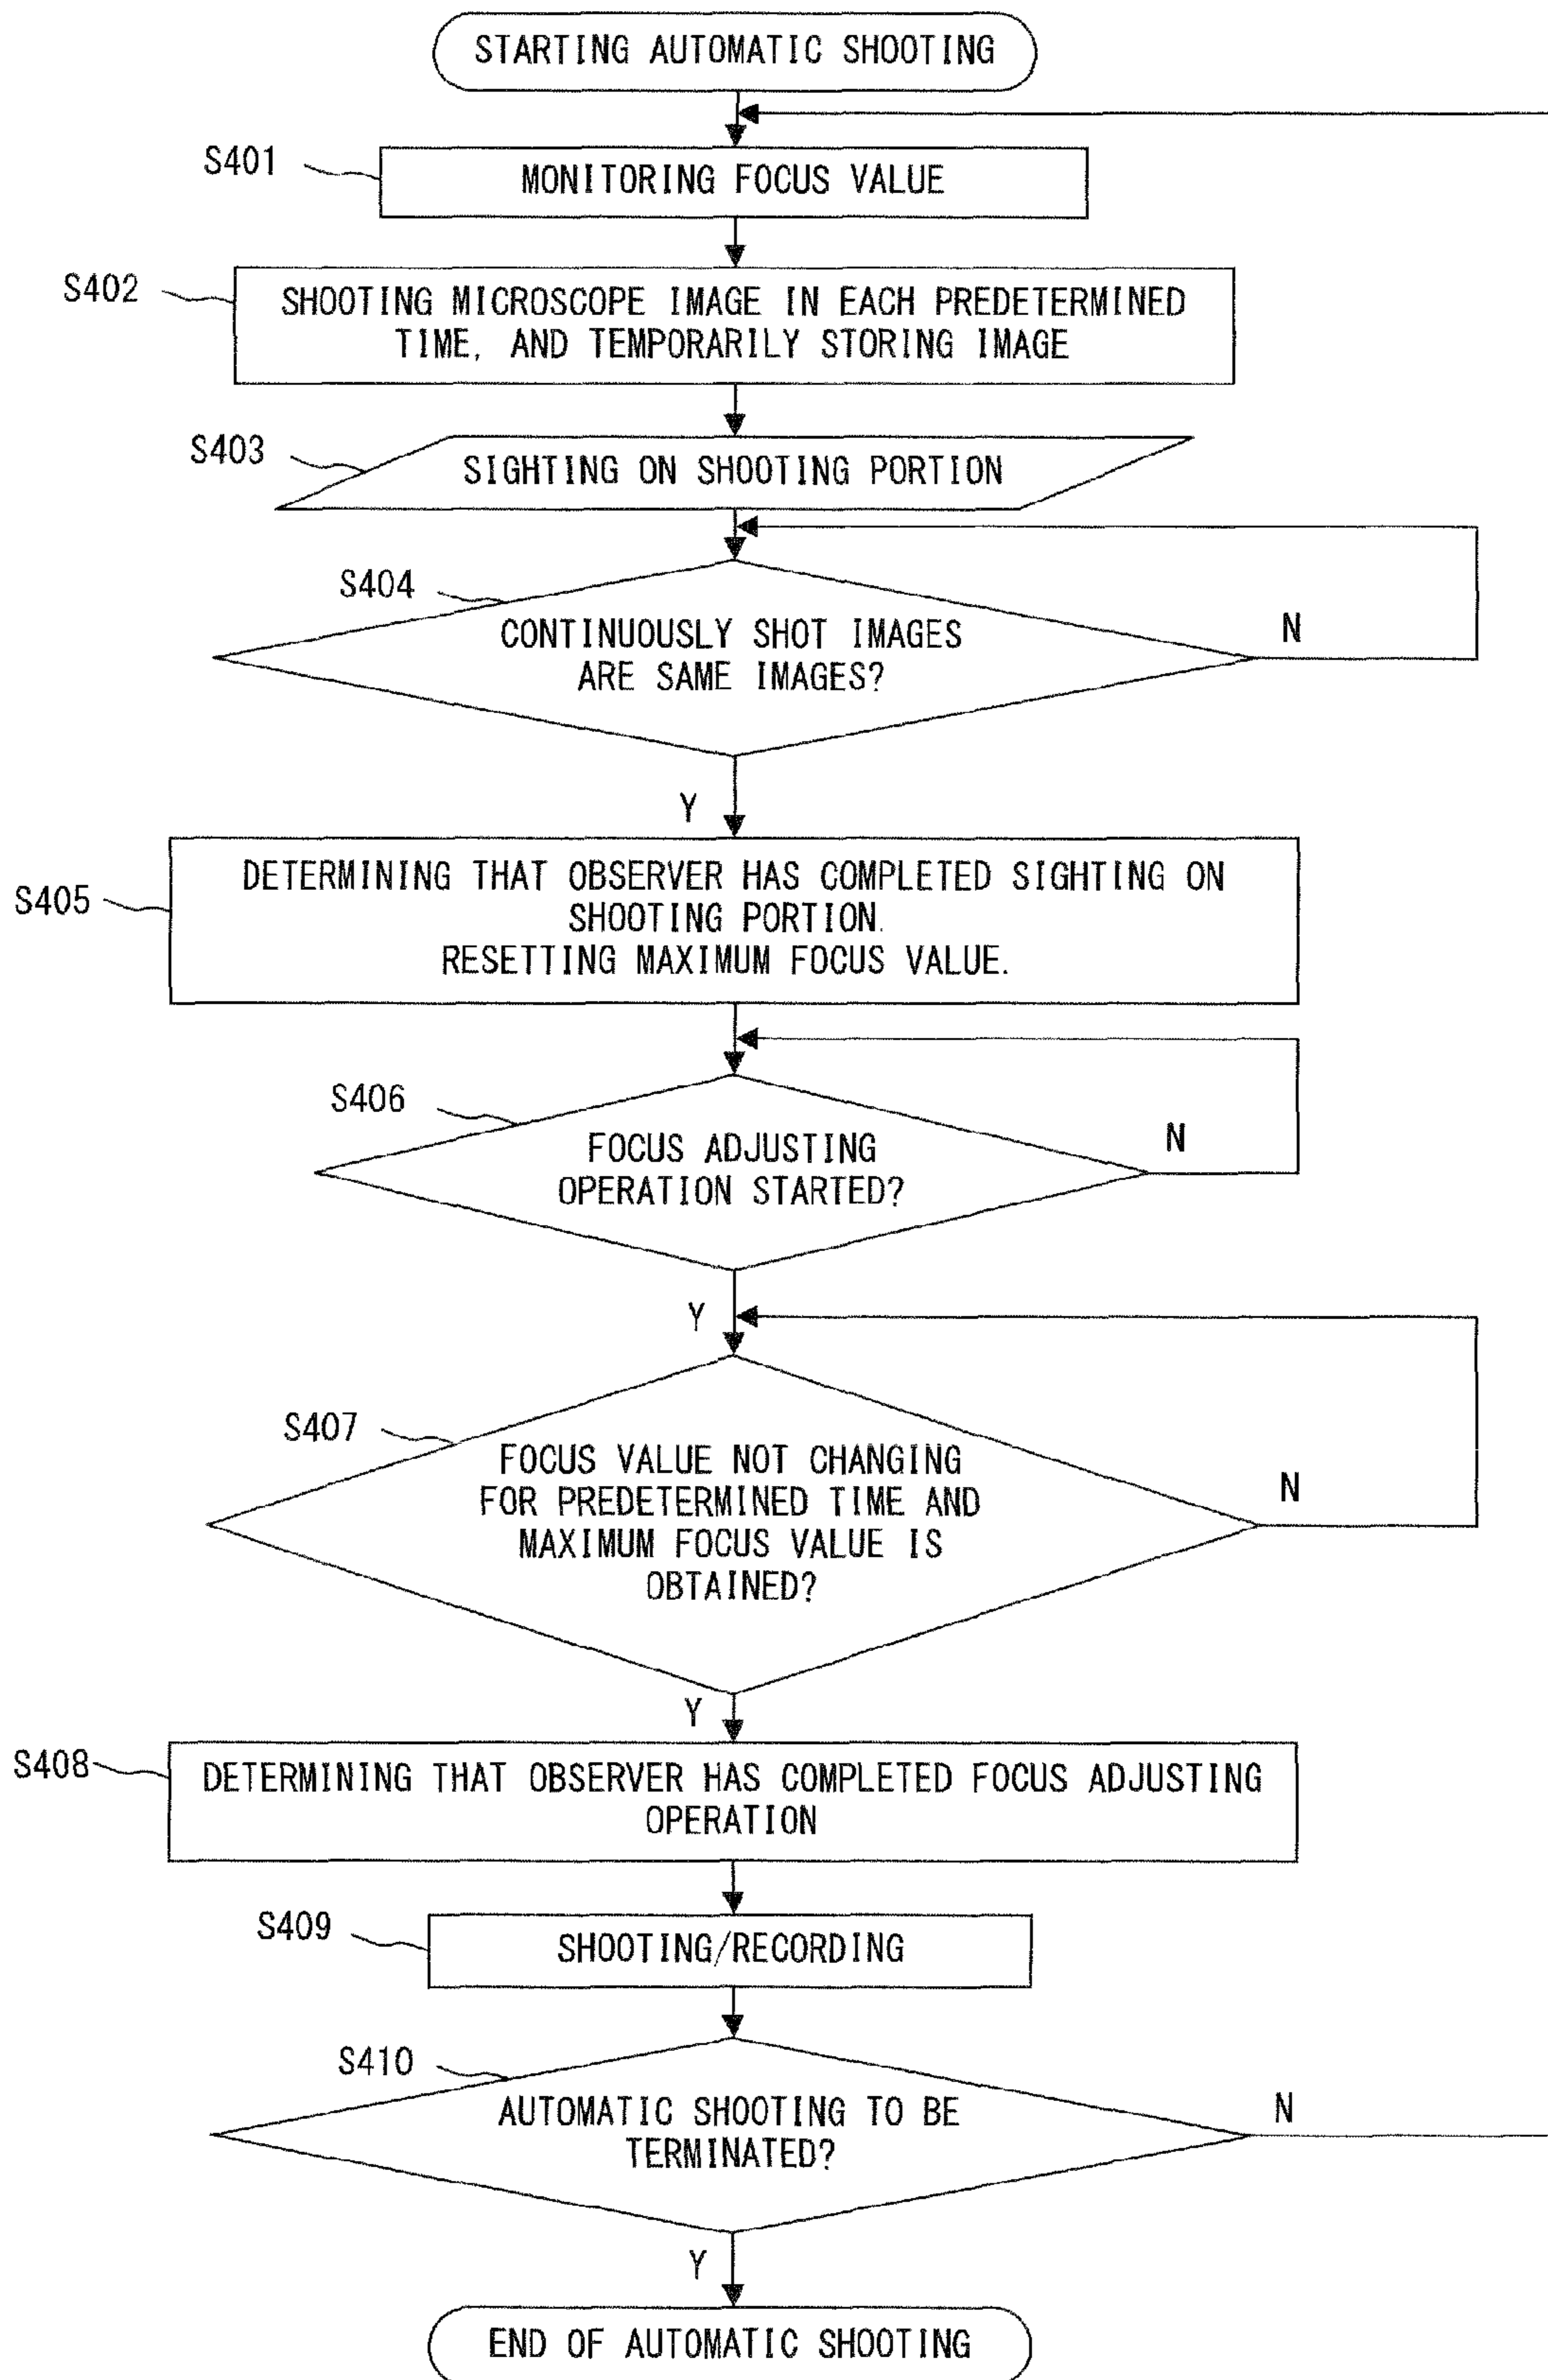 STARTING AUTOMATIC SHOOTING
S401
MONITORING FOCUS VALUE
S402
SHOOTING MICROSCOPE IMAGE IN EACH PREDETERMINED
TIME, AND TEMPORARILY STORING IMAGE
S403
SIGHTING ON SHOOTING PORTION
S404
CONTINUOUSLY SHOT IMAGES
ARE SAME IMAGES?
N
Y
S405
DETERMINING THAT OBSERVER HAS COMPLETED SIGHTING ON
SHOOTING PORTION.
RESETTING MAXIMUM FOCUS VALUE.
S406
FOCUS ADJUSTING
OPERATION STARTED?
N
Y
S407
FOCUS VALUE NOT CHANGING
FOR PREDETERMINED TIME AND
MAXIMUM FOCUS VALUE IS
OBTAINED?
N
Y
S408
DETERMINING THAT OBSERVER HAS COMPLETED FOCUS ADJUSTING
OPERATION
S409
SHOOTING/RECORDING
S410
AUTOMATIC SHOOTING TO BE
TERMINATED?
N
Y
END OF AUTOMATIC SHOOTING